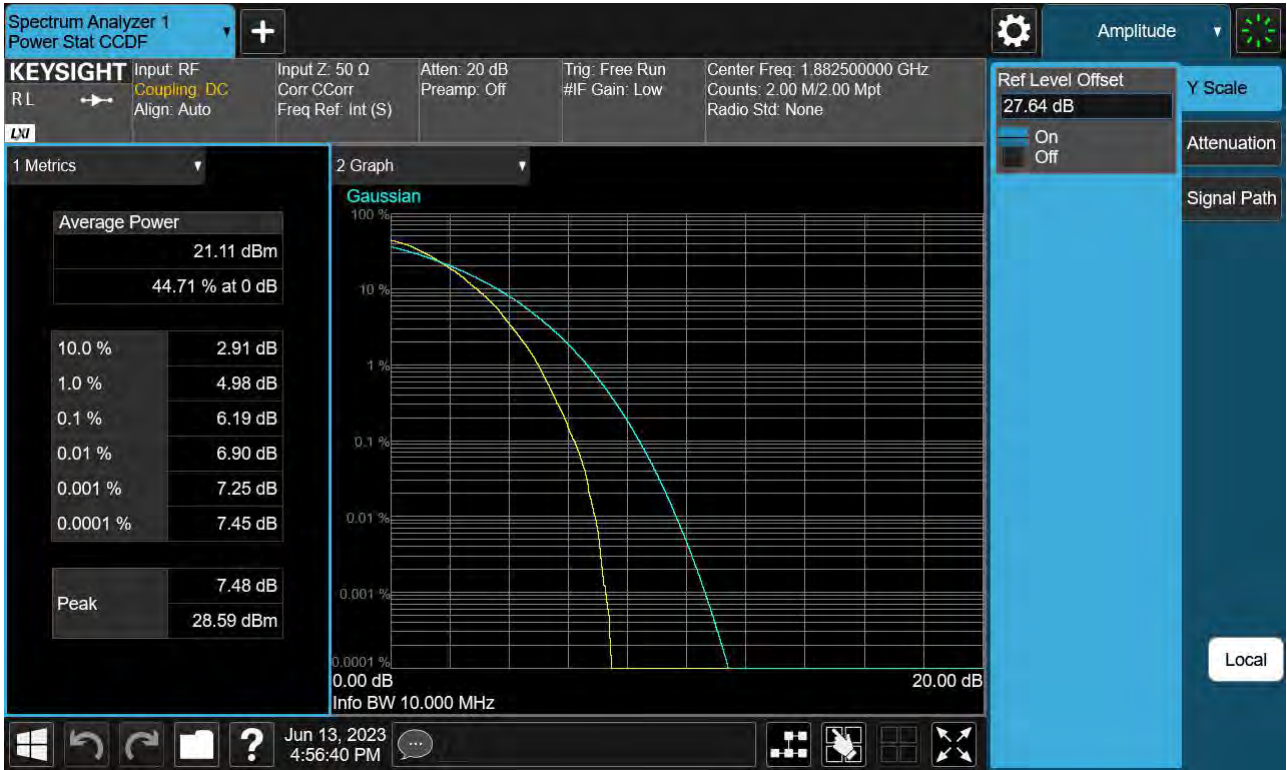 Spectrum Analyzer 1
Power Stat CCDF
+
Amplitude
KEYSIGHT
R L
LXI
Input: RF
Coupling: DC
Align: Auto
Input Z: 50 Ω
Corr CCorr
Freq Ref: Int (S)
Atten: 20 dB
Preamp: Off
Trig: Free Run
#IF Gain: Low
Center Freq: 1.882500000 GHz
Counts: 2.00 M/2.00 Mpt
Radio Std: None
Ref Level Offset
27.64 dB
On
Off
Y Scale
Attenuation
Signal Path
Local
1 Metrics
Average Power
21.11 dBm
44.71 % at 0 dB
10.0 % 2.91 dB
1.0 % 4.98 dB
0.1 % 6.19 dB
0.01 % 6.90 dB
0.001 % 7.25 dB
0.0001 % 7.45 dB
Peak
7.48 dB
28.59 dBm
2 Graph
Gaussian
100 %
10 %
1 %
0.1 %
0.01 %
0.001 %
0.0001 %
0.00 dB 20.00 dB
Info BW 10.000 MHz
?
Jun 13, 2023
4:56:40 PM